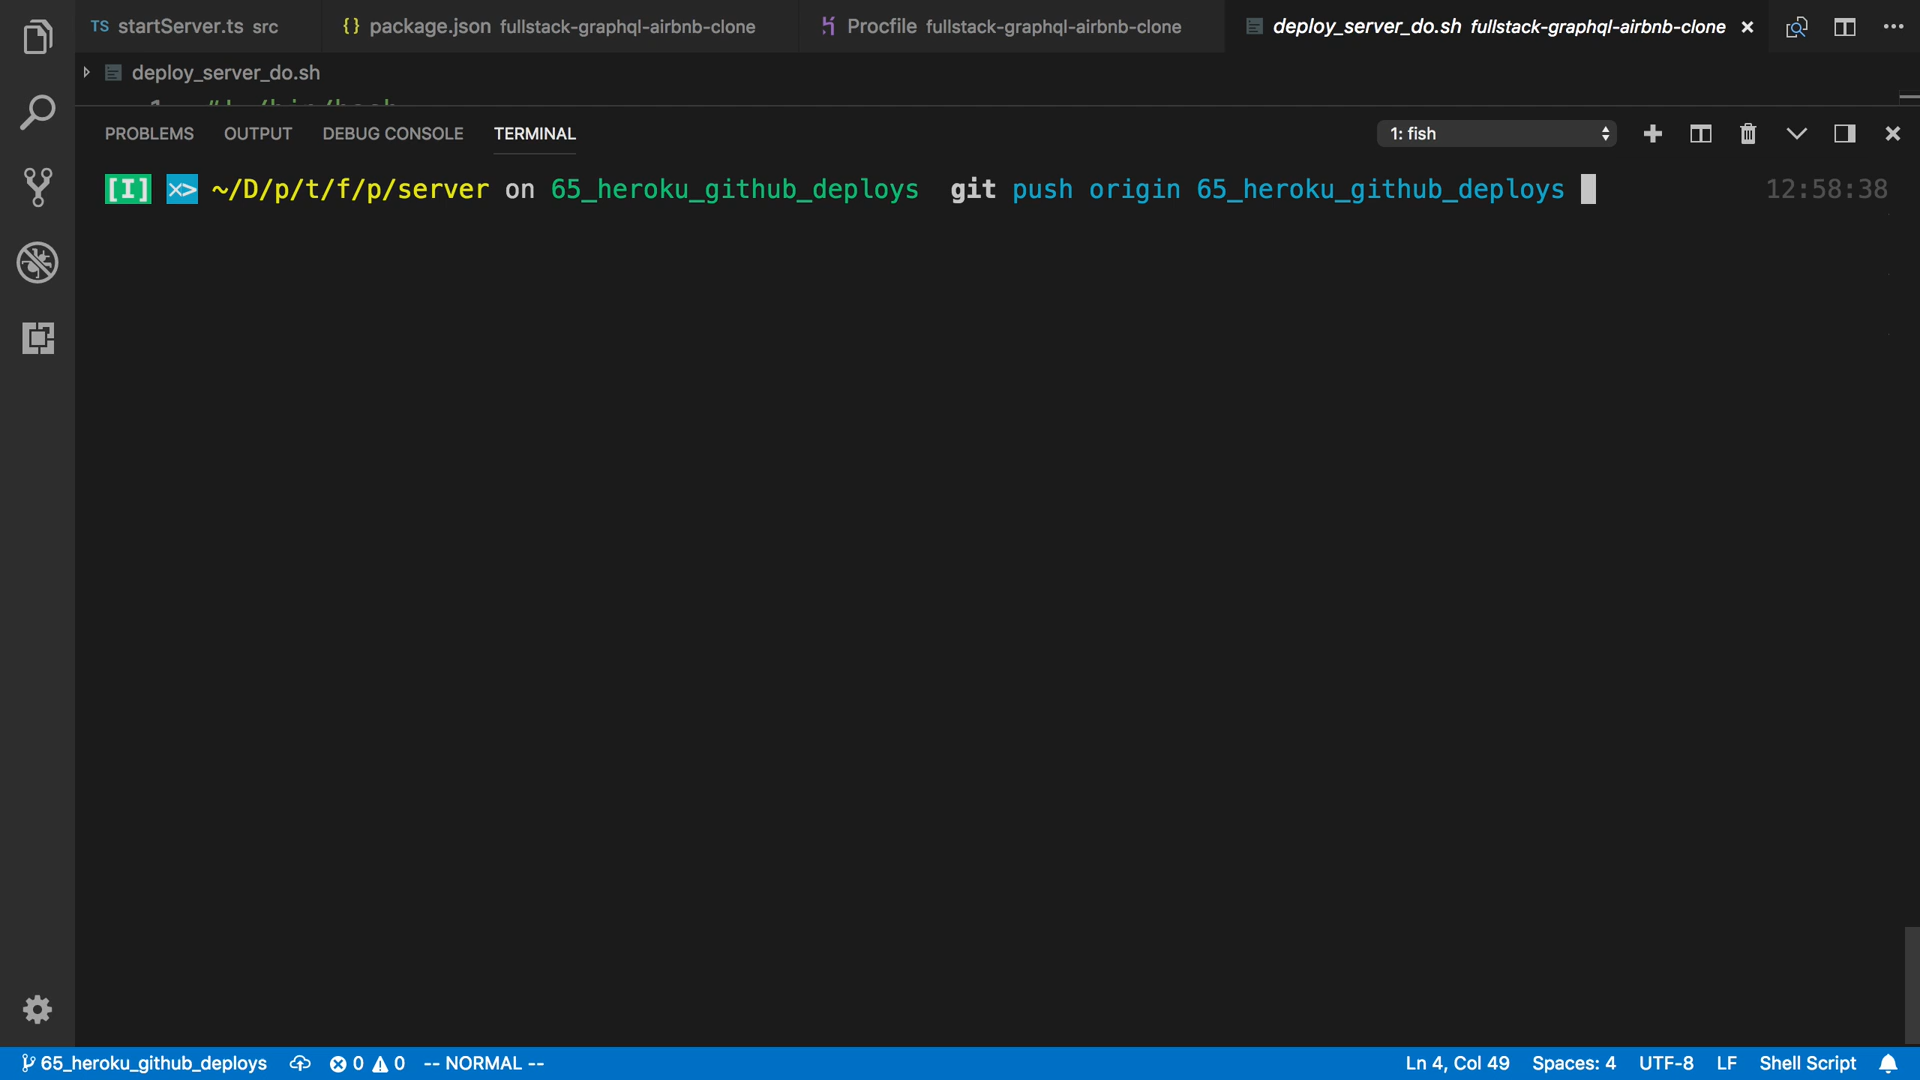 TS startServer.ts src {} package.json fullstack-graphql-airbnb-clone Procfile fullstack-graphql-airbnb-clone deploy_server_do.sh fullstack-graphql-airbnb-clone
deploy_server_do.sh
PROBLEMS OUTPUT DEBUG CONSOLE TERMINAL 1: fish
[I] ~/D/p/t/f/p/server on 65_heroku_github_deploys git push origin 65_heroku_github_deploys 12:58:38
65_heroku_github_deploys 0 0 -- NORMAL -- Ln 4, Col 49 Spaces: 4 UTF-8 LF Shell Script